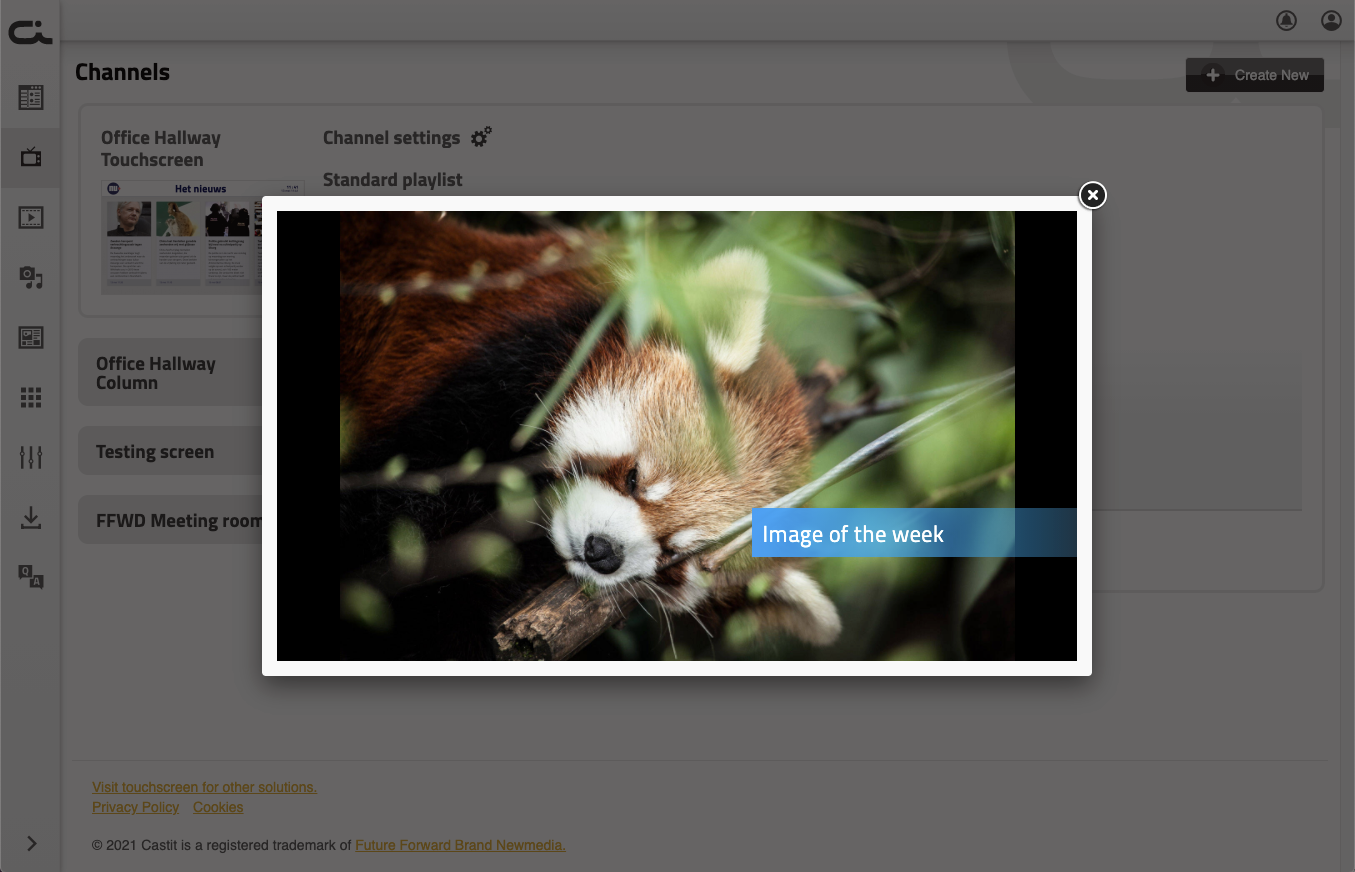 Channels
Create New
Office Hallway
Touchscreen
Channel settings
Standard playlist
Het nieuws
Office Hallway
Column
Testing screen
FFWD Meeting room
Image of the week
Q
A
Visit touchscreen for other solutions.
Privacy Policy Cookies
© 2021 Castit is a registered trademark of Future Forward Brand Newmedia.